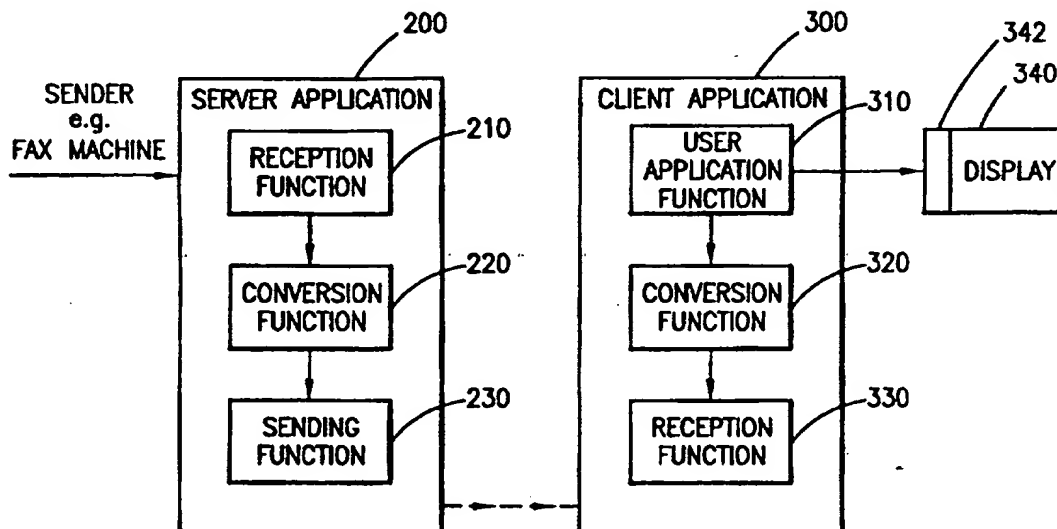 200
300
342
340
SENDER
e.g.
FAX MACHINE
SERVER APPLICATION
210
RECEPTION
FUNCTION
220
CONVERSION
FUNCTION
230
SENDING
FUNCTION
CLIENT APPLICATION
310
USER
APPLICATION
FUNCTION
DISPLAY
320
CONVERSION
FUNCTION
330
RECEPTION
FUNCTION